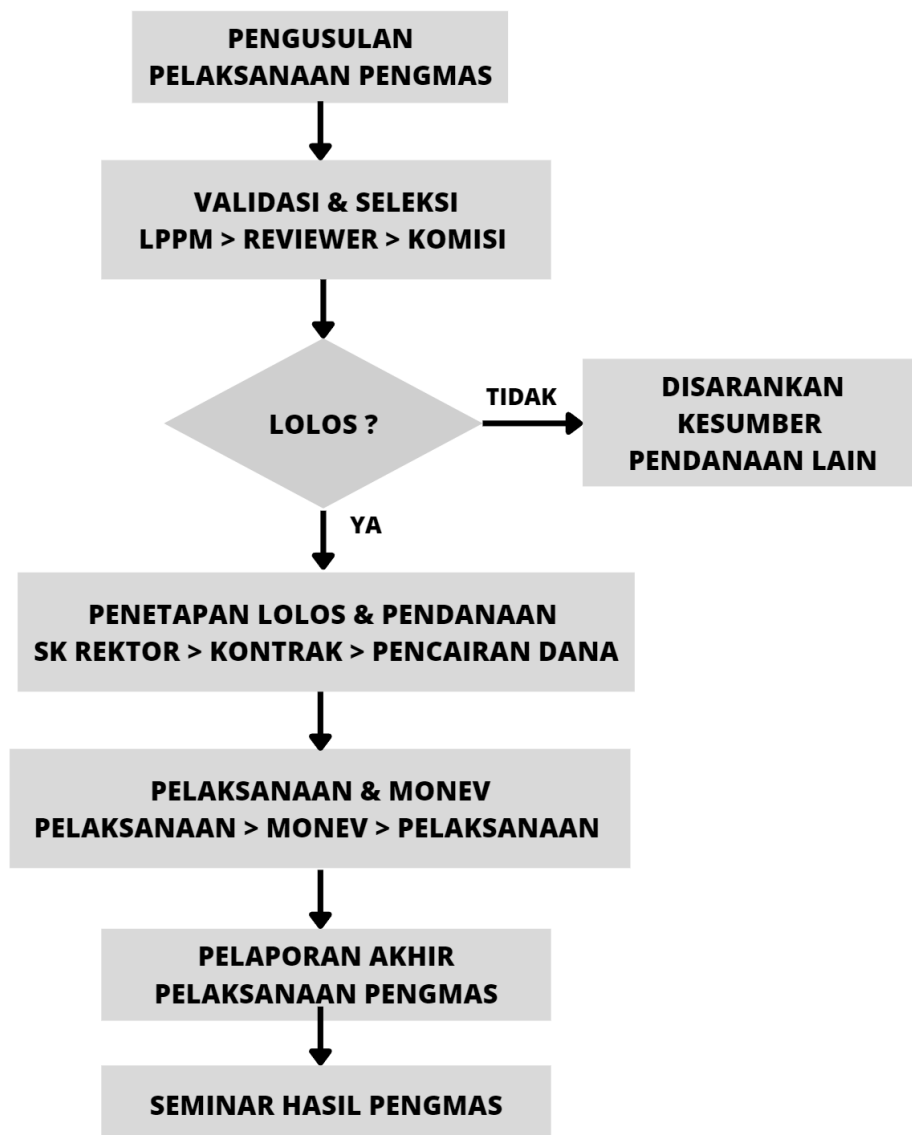 PENGUSULAN
PELAKSANAAN PENGMAS
VALIDASI & SELEKSI
LPPM > REVIEWER > KOMISI
LOLOS ?
TIDAK
DISARANKAN
KESUMBER
PENDANAAN LAIN
YA
PENETAPAN LOLOS & PENDANAAN
SK REKTOR > KONTRAK > PENCAIRAN DANA
PELAKSANAAN & MONEV
PELAKSANAAN > MONEV > PELAKSANAAN
PELAPORAN AKHIR
PELAKSANAAN PENGMAS
SEMINAR HASIL PENGMAS